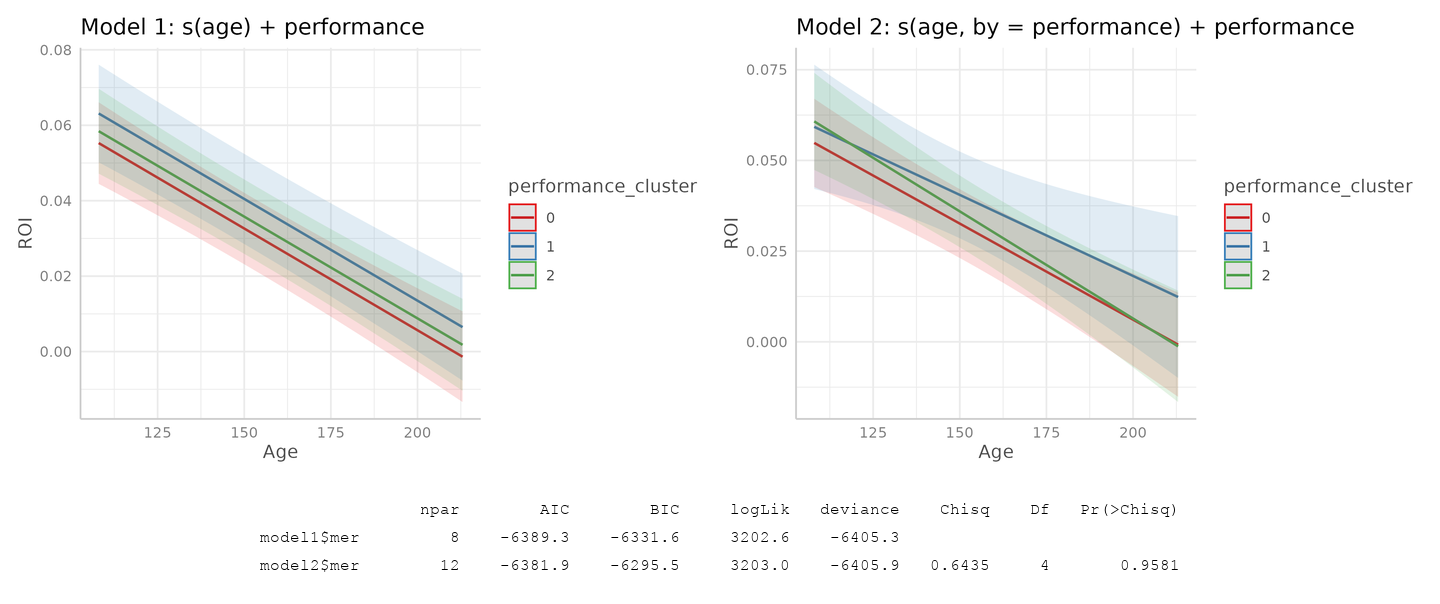 Model 1: s(age) + performance
0.08
0.06
0.04
0.02
0.00
ROI
125 150 175 200
Age
performance_cluster
0
1
2
Model 2: s(age, by = performance) + performance
0.075
0.050
0.025
0.000
ROI
125 150 175 200
Age
performance_cluster
0
1
2
npar AIC BIC logLik deviance Chisq Df Pr(>Chisq)
model1$mer 8 -6389.3 -6331.6 3202.6 -6405.3
model2$mer 12 -6381.9 -6295.5 3203.0 -6405.9 0.6435 4 0.9581